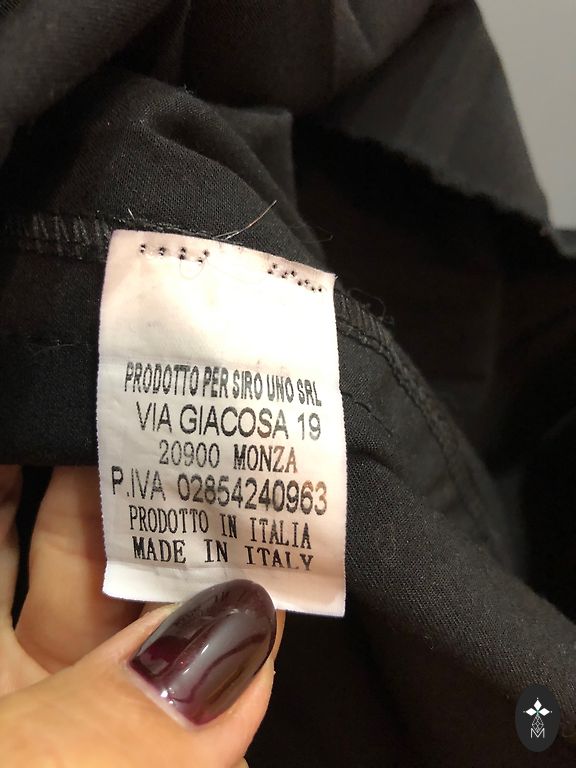 PRODOTTO PER SIRO UNO SRL
VIA GIACOSA 19
20900 MONZA
P.IVA 02854240963
PRODOTTO IN ITALIA
MADE IN ITALY
M